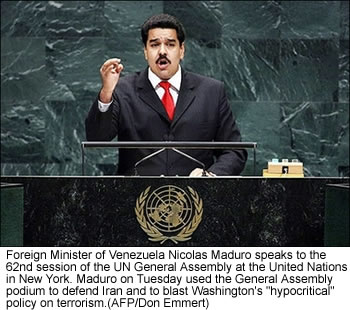 Foreign Minister of Venezuela Nicolas Maduro speaks to the
62nd session of the UN General Assembly at the United Nations
in New York. Maduro on Tuesday used the General Assembly
podium to defend Iran and to blast Washington's "hypocritical"
policy on terrorism.(AFP/Don Emmert)